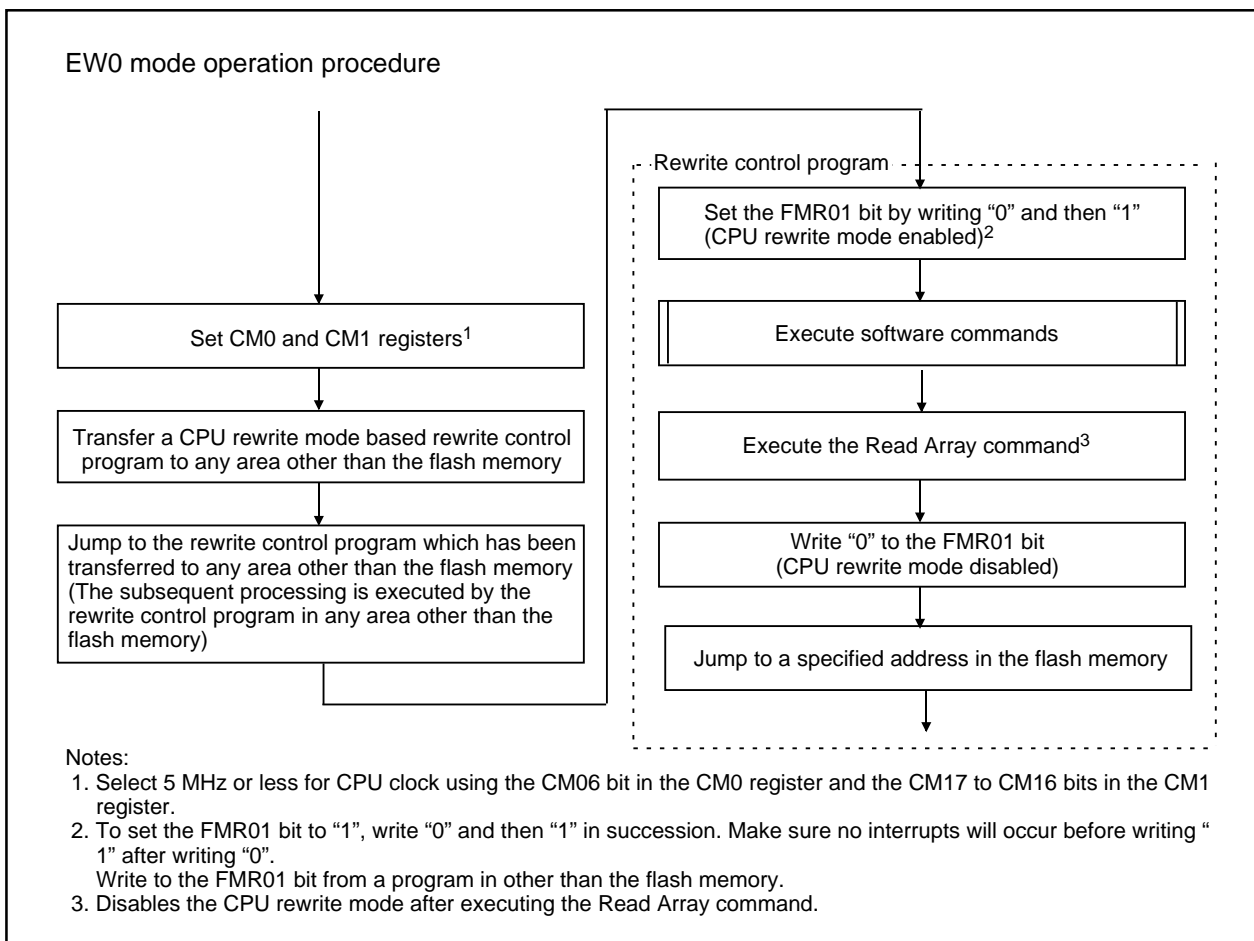 EW0 mode operation procedure
Set CM0 and CM1 registers1
Transfer a CPU rewrite mode based rewrite control
program to any area other than the flash memory
Jump to the rewrite control program which has been
transferred to any area other than the flash memory
(The subsequent processing is executed by the
rewrite control program in any area other than the
flash memory)
Rewrite control program
Set the FMR01 bit by writing “0” and then “1”
(CPU rewrite mode enabled)2
Execute software commands
Execute the Read Array command3
Write “0” to the FMR01 bit
(CPU rewrite mode disabled)
Jump to a specified address in the flash memory
Notes:
1. Select 5 MHz or less for CPU clock using the CM06 bit in the CM0 register and the CM17 to CM16 bits in the CM1
register.
2. To set the FMR01 bit to “1”, write “0” and then “1” in succession. Make sure no interrupts will occur before writing “
1” after writing “0”.
Write to the FMR01 bit from a program in other than the flash memory.
3. Disables the CPU rewrite mode after executing the Read Array command.